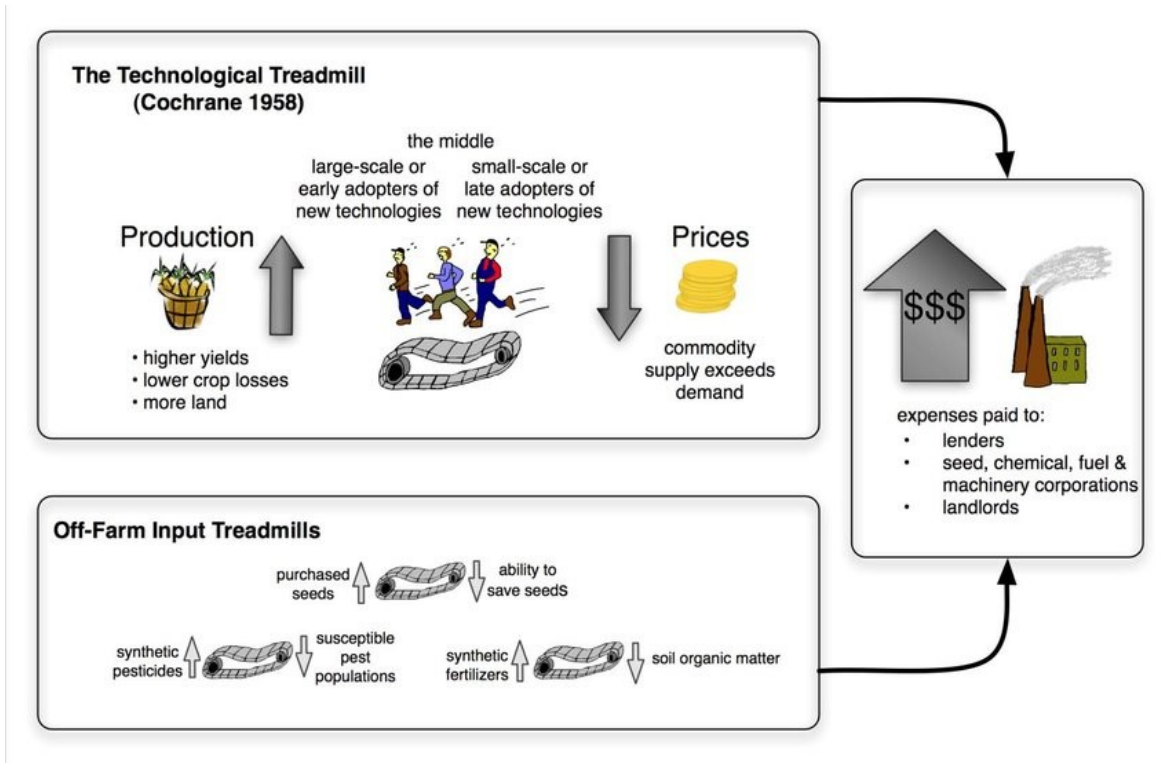 The Technological Treadmill
(Cochrane 1958)
the middle
large-scale or
early adopters of
new technologies
small-scale or
late adopters of
new technologies
Production
Prices
• higher yields
• lower crop losses
• more land
commodity
supply exceeds
demand
$$$
expenses paid to:
• lenders
• seed, chemical, fuel &
machinery corporations
• landlords
Off-Farm Input Treadmills
purchased
seeds
ability to
save seedS
synthetic
pesticides
susceptible
pest
populations
synthetic
fertilizers
soil organic matter